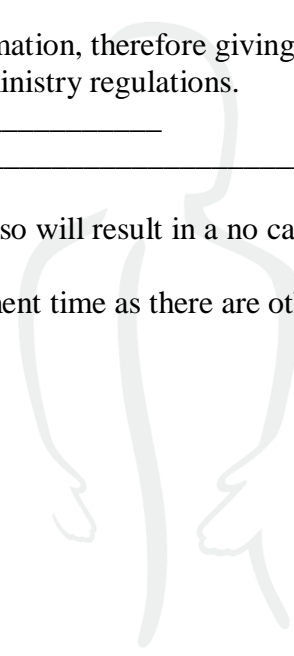 mation, therefore giving
inistry regulations.
so will result in a no ca
ent time as there are ot